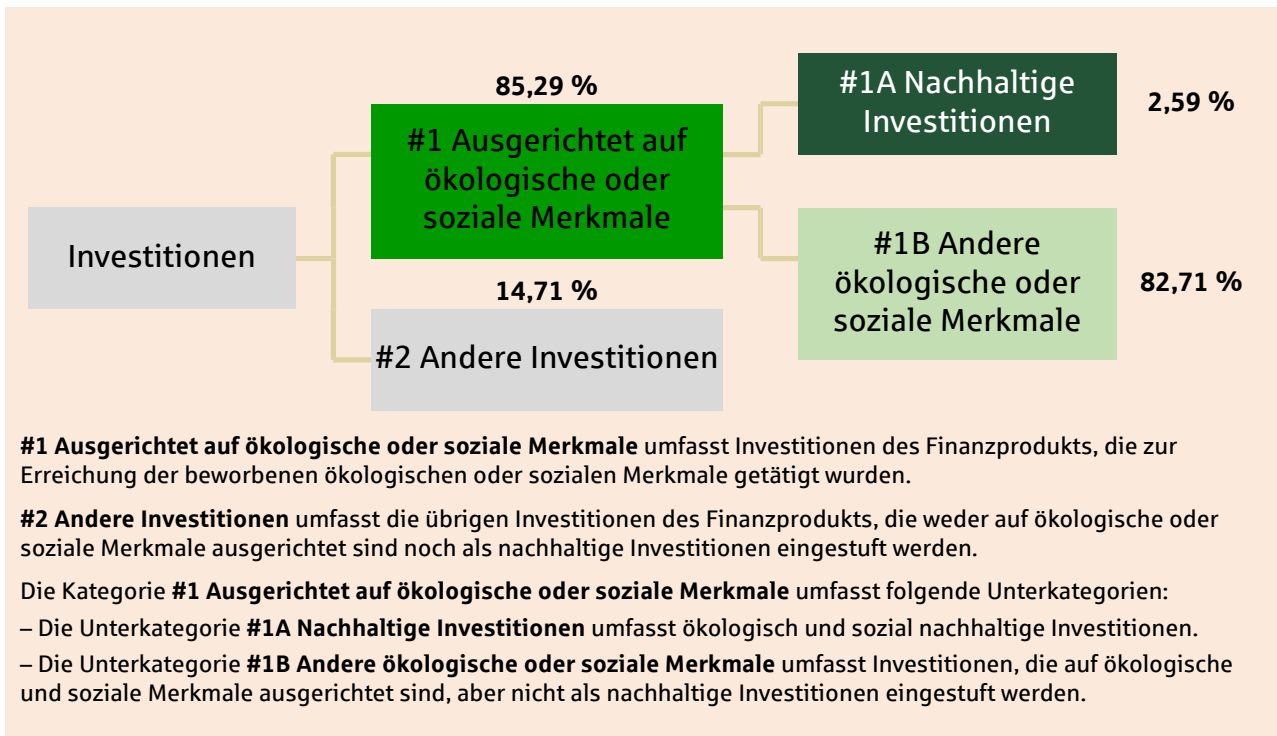 85,29 %
#1 Ausgerichtet auf
ökologische oder
soziale Merkmale
#1A Nachhaltige
Investitionen
2,59 %
Investitionen
#1B Andere
ökologische oder
soziale Merkmale
82,71 %
14,71 %
#2 Andere Investitionen
#1 Ausgerichtet auf ökologische oder soziale Merkmale umfasst Investitionen des Finanzprodukts, die zur
Erreichung der beworbenen ökologischen oder sozialen Merkmale getätigt wurden.
#2 Andere Investitionen umfasst die übrigen Investitionen des Finanzprodukts, die weder auf ökologische oder
soziale Merkmale ausgerichtet sind noch als nachhaltige Investitionen eingestuft werden.
Die Kategorie #1 Ausgerichtet auf ökologische oder soziale Merkmale umfasst folgende Unterkategorien:
– Die Unterkategorie #1A Nachhaltige Investitionen umfasst ökologisch und sozial nachhaltige Investitionen.
– Die Unterkategorie #1B Andere ökologische oder soziale Merkmale umfasst Investitionen, die auf ökologische
und soziale Merkmale ausgerichtet sind, aber nicht als nachhaltige Investitionen eingestuft werden.